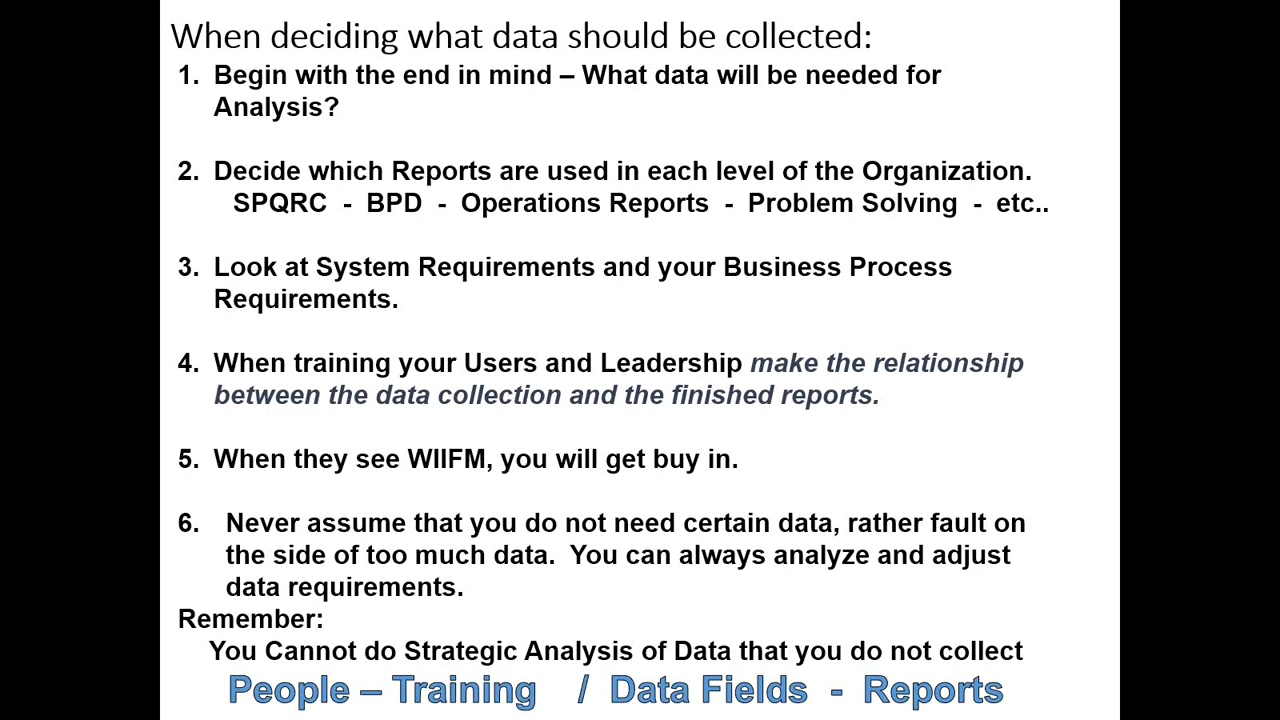 When deciding what data should be collected:
1. Begin with the end in mind – What data will be needed for
Analysis?
2. Decide which Reports are used in each level of the Organization.
SPQRC - BPD - Operations Reports - Problem Solving - etc..
3. Look at System Requirements and your Business Process
Requirements.
4. When training your Users and Leadership make the relationship
between the data collection and the finished reports.
5. When they see WIIFM, you will get buy in.
6. Never assume that you do not need certain data, rather fault on
the side of too much data. You can always analyze and adjust
data requirements.
Remember:
You Cannot do Strategic Analysis of Data that you do not collect
People – Training / Data Fields - Reports